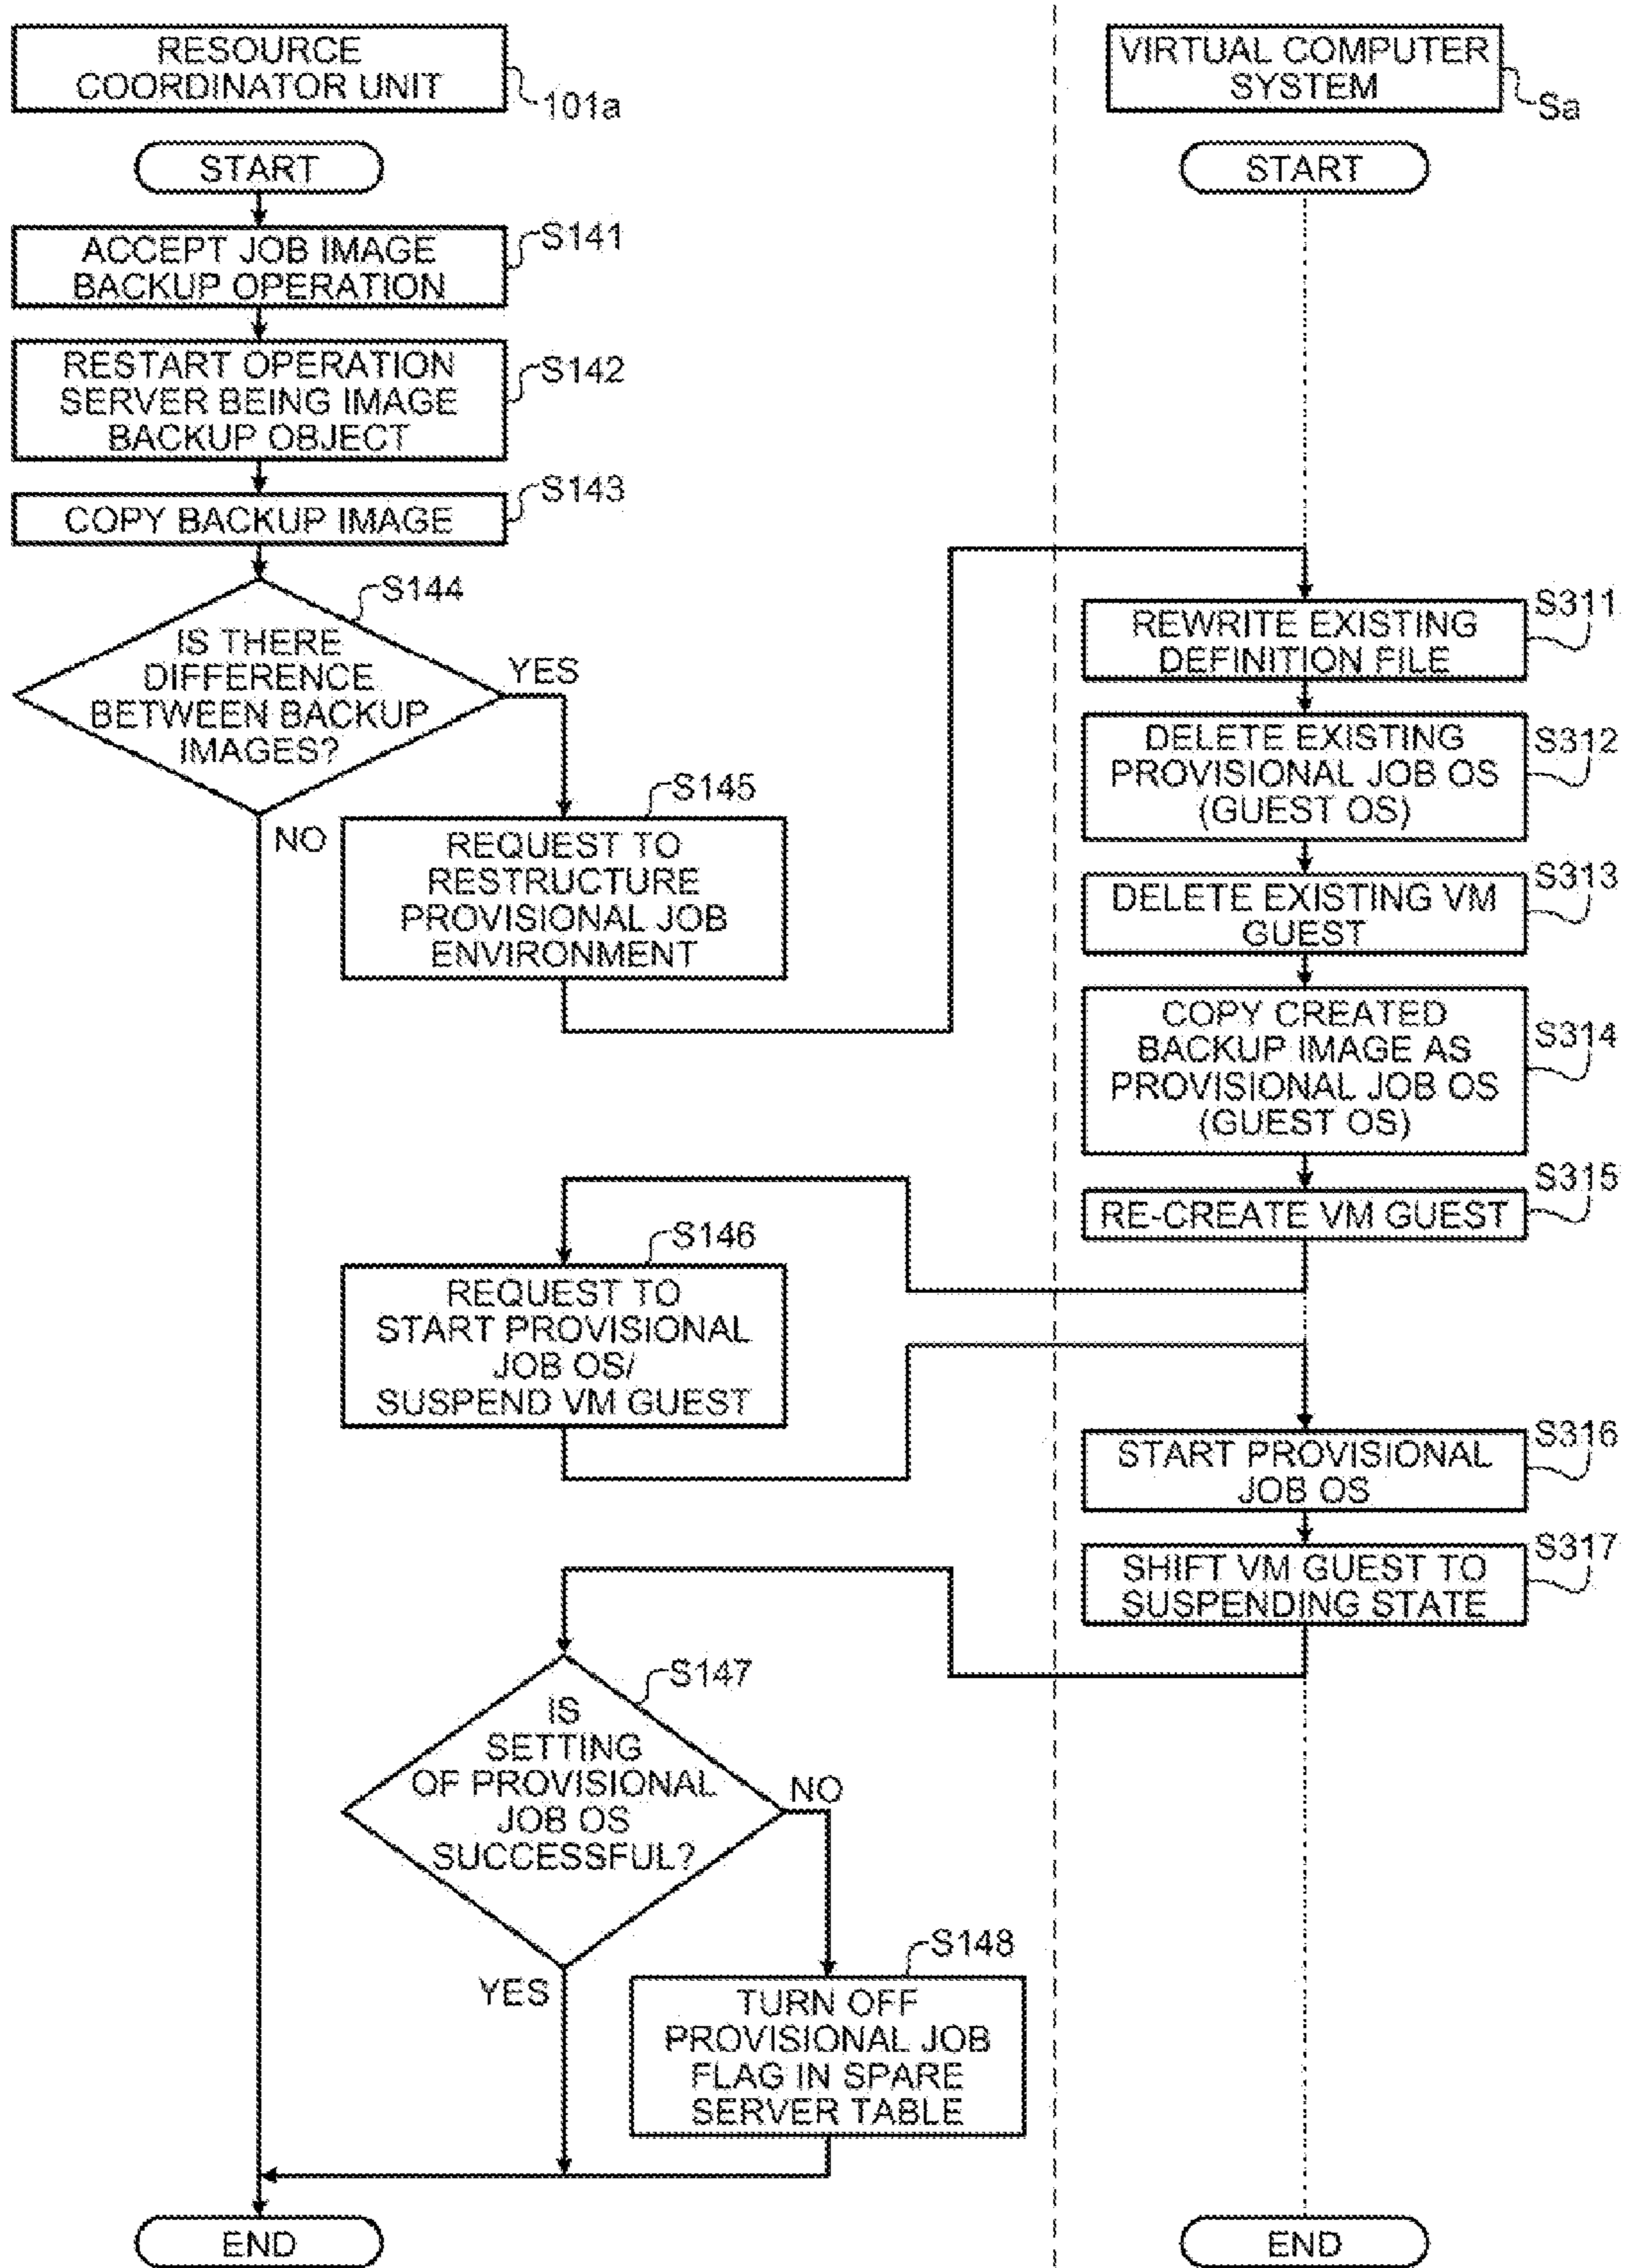 RESOURCE
COORDINATOR UNIT
101a
VIRTUAL COMPUTER
SYSTEM
Sa
START
START
S141
ACCEPT JOB IMAGE
BACKUP OPERATION
S142
RESTART OPERATION
SERVER BEING IMAGE
BACKUP OBJECT
S143
COPY BACKUP IMAGE
S144
IS THERE
DIFFERENCE
BETWEEN BACKUP
IMAGES?
YES
NO
S145
REQUEST TO
RESTRUCTURE
PROVISIONAL JOB
ENVIRONMENT
S311
REWRITE EXISTING
DEFINITION FILE
S312
DELETE EXISTING
PROVISIONAL JOB OS
(GUEST OS)
S313
DELETE EXISTING VM
GUEST
S314
COPY CREATED
BACKUP IMAGE AS
PROVISIONAL JOB OS
(GUEST OS)
S315
RE-CREATE VM GUEST
S146
REQUEST TO
START PROVISIONAL
JOB OS/
SUSPEND VM GUEST
S316
START PROVISIONAL
JOB OS
S317
SHIFT VM GUEST TO
SUSPENDING STATE
S147
IS
SETTING
OF PROVISIONAL
JOB OS
SUCCESSFUL?
NO
YES
S148
TURN OFF
PROVISIONAL JOB
FLAG IN SPARE
SERVER TABLE
END
END